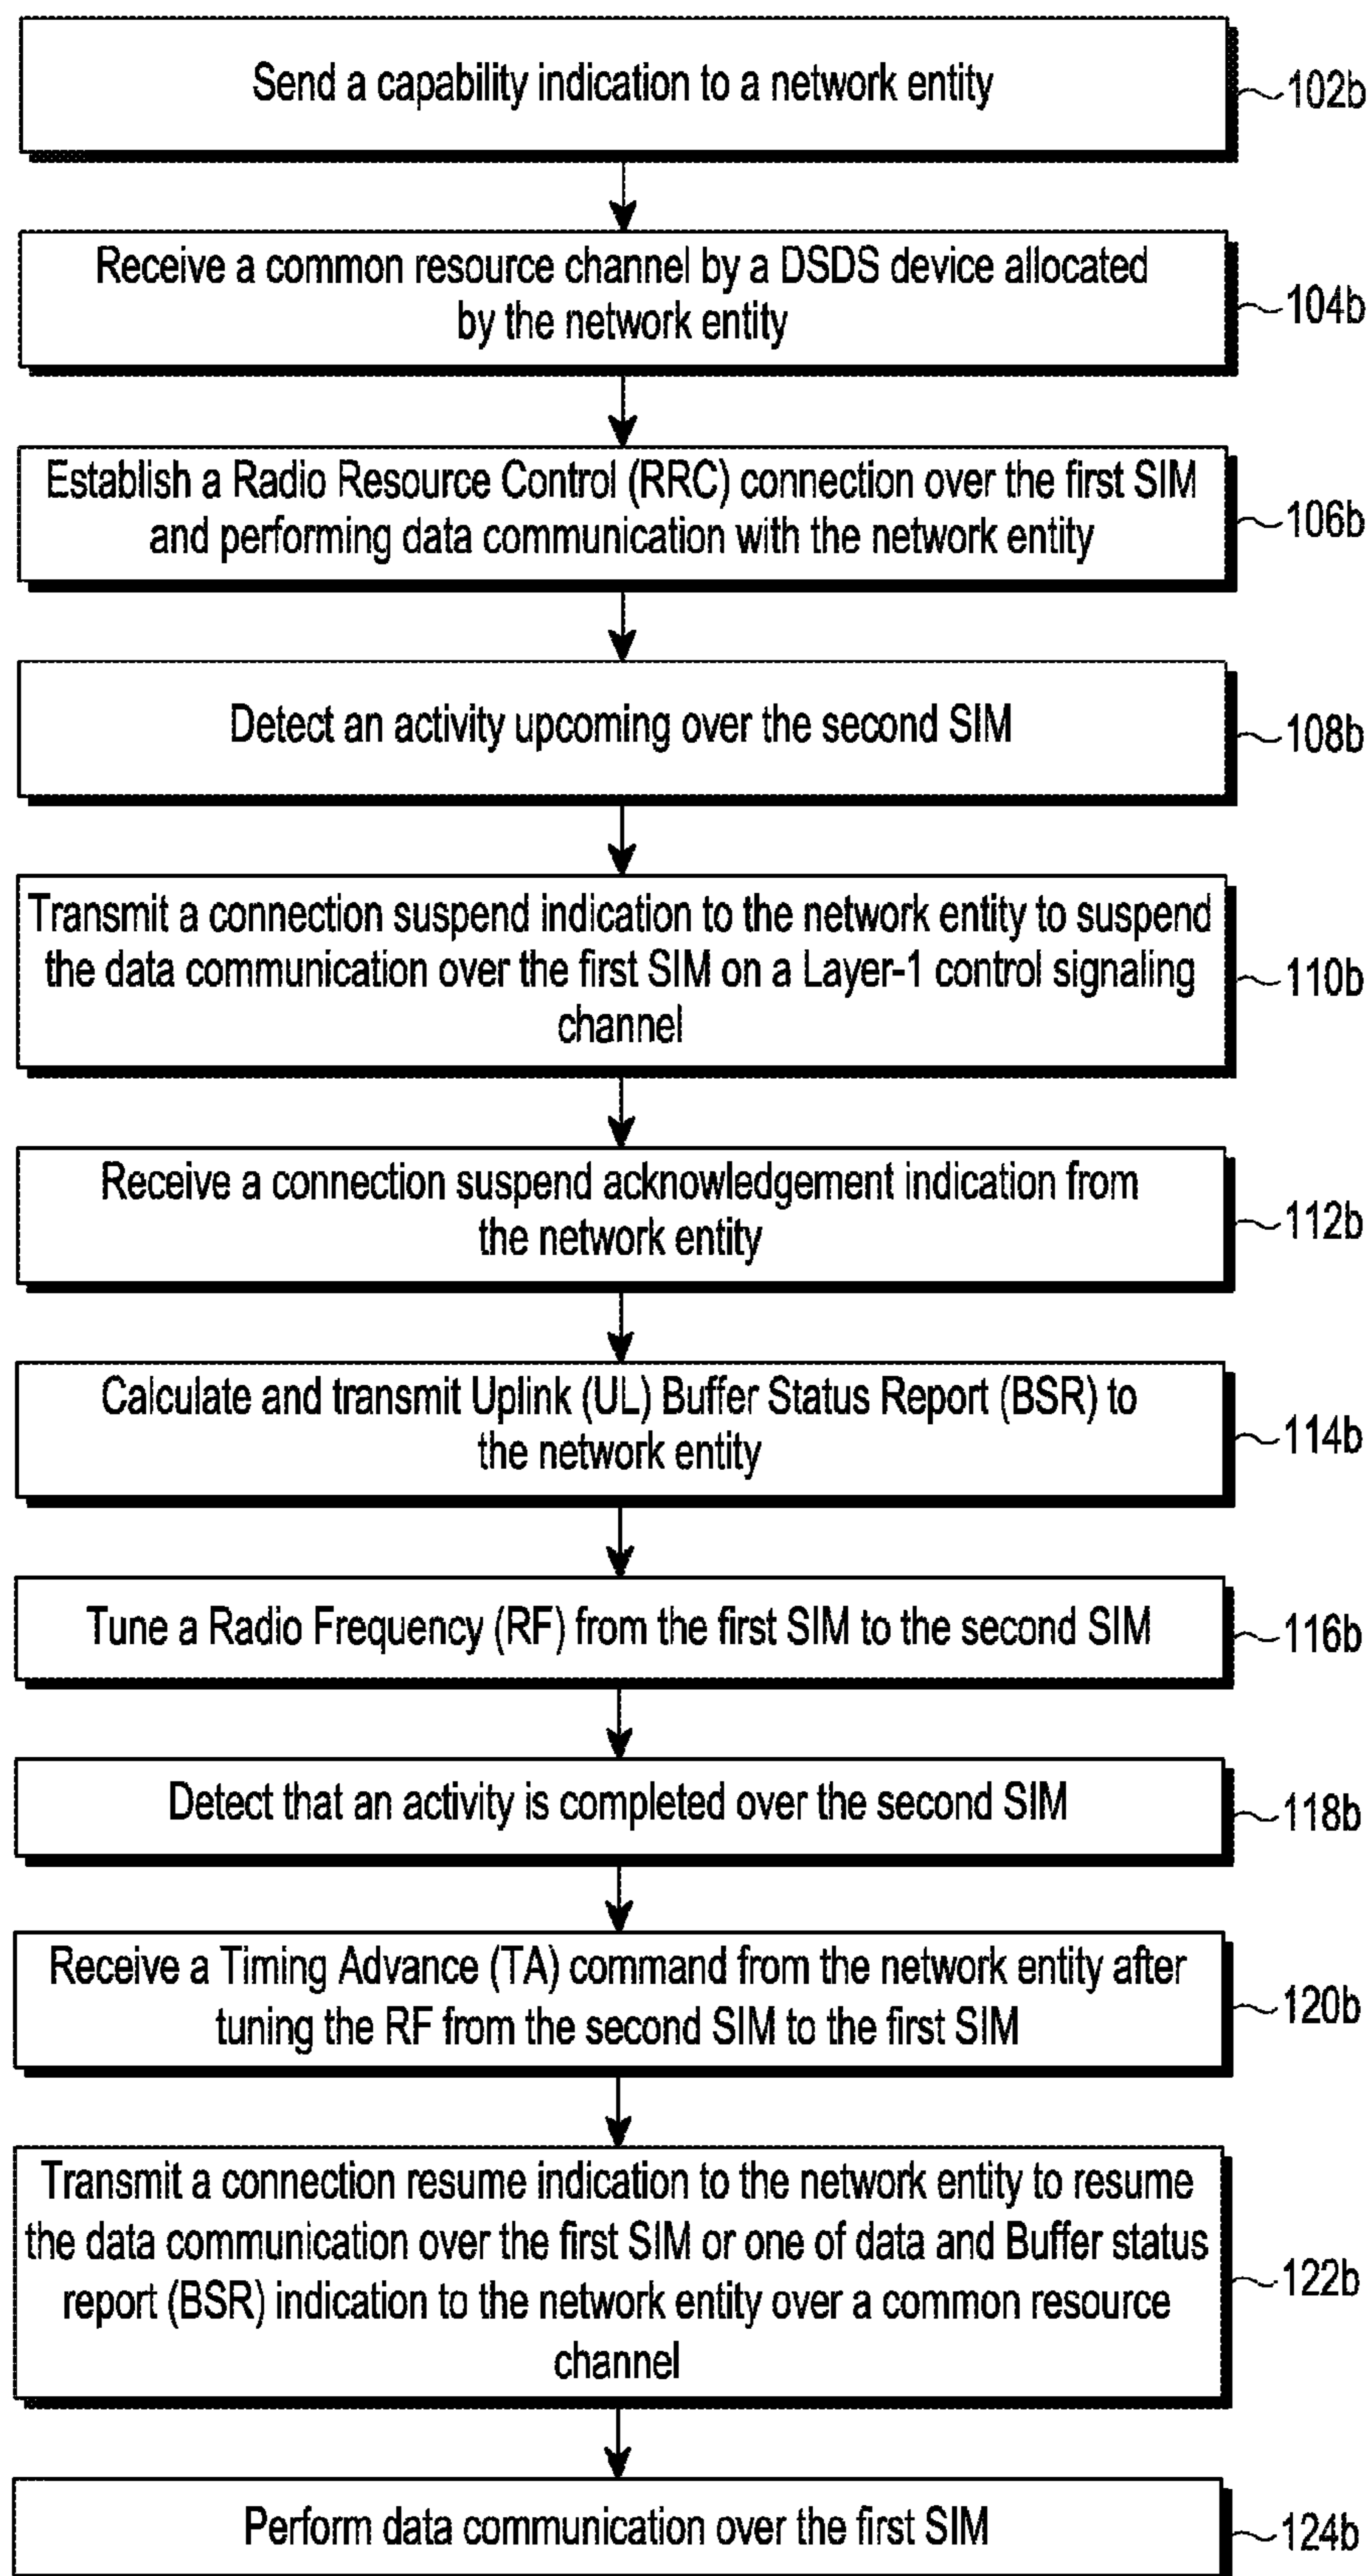 Send a capability indication to a network entity
102b
Receive a common resource channel by a DSDS device allocated
by the network entity
104b
Establish a Radio Resource Control (RRC) connection over the first SIM
and performing data communication with the network entity
106b
Detect an activity upcoming over the second SIM
108b
Transmit a connection suspend indication to the network entity to suspend
the data communication over the first SIM on a Layer-1 control signaling
channel
110b
Receive a connection suspend acknowledgement indication from
the network entity
112b
Calculate and transmit Uplink (UL) Buffer Status Report (BSR) to
the network entity
114b
Tune a Radio Frequency (RF) from the first SIM to the second SIM
116b
Detect that an activity is completed over the second SIM
118b
Receive a Timing Advance (TA) command from the network entity after
tuning the RF from the second SIM to the first SIM
120b
Transmit a connection resume indication to the network entity to resume
the data communication over the first SIM or one of data and Buffer status
report (BSR) indication to the network entity over a common resource
channel
122b
Perform data communication over the first SIM
124b